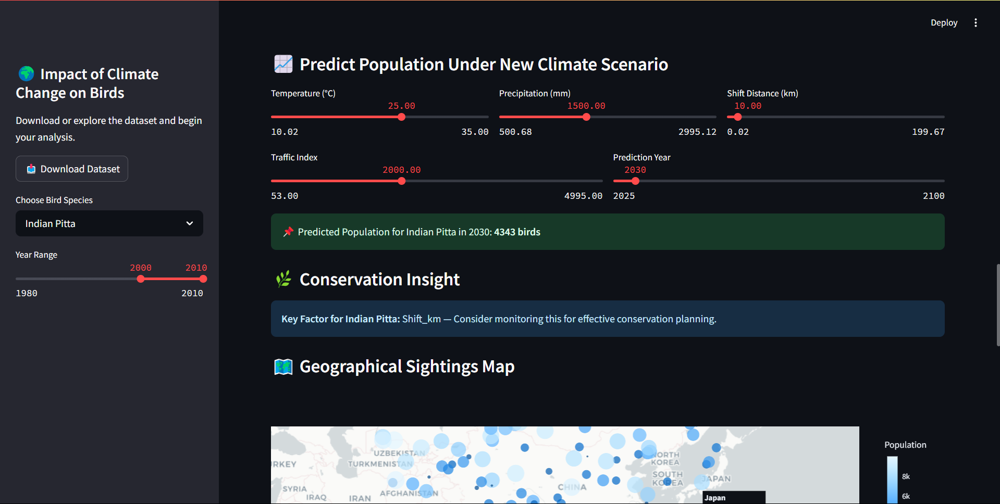 Deploy
Impact of Climate
Change on Birds
Download or explore the dataset and begin
your analysis.
Download Dataset
Choose Bird Species
Indian Pitta
Year Range
2000 2010
1980 2010
Predict Population Under New Climate Scenario
Temperature (°C) Precipitation (mm) Shift Distance (km)
25.00 1500.00 10.00
10.02 35.00 500.68 2995.12 0.02 199.67
Traffic Index Prediction Year
2000.00 2030
53.00 4995.00 2025 2100
Predicted Population for Indian Pitta in 2030: 4343 birds
Conservation Insight
Key Factor for Indian Pitta: Shift_km — Consider monitoring this for effective conservation planning.
Geographical Sightings Map
Population
8k
6k
UZBEKISTAN
TURKMENISTAN
RKEY
NORTH
KOREA
SOUTH
KOREA
JAPAN
CHINA
SYRIA
IRAQ
IRAN
AFGHANISTAN
Japan